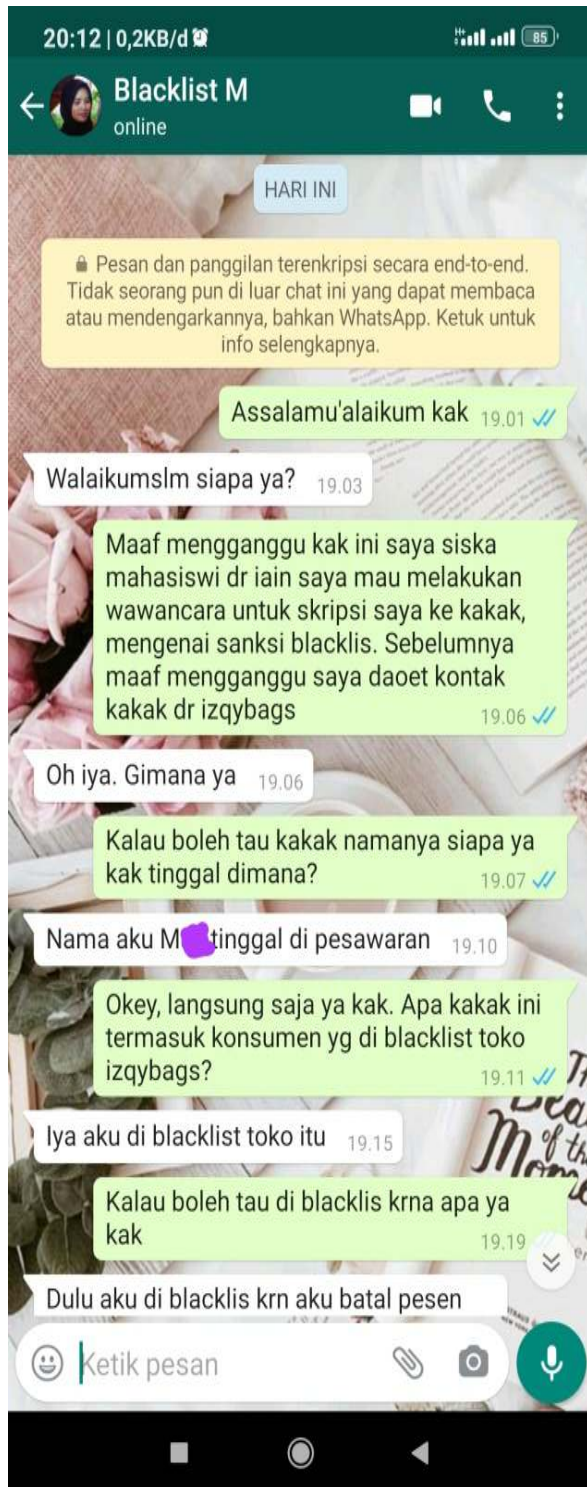 20:12 | 0,2KB/d
85
Blacklist M
online
HARI INI
Pesan dan panggilan terenkripsi secara end-to-end.
Tidak seorang pun di luar chat ini yang dapat membaca
atau mendengarkannya, bahkan WhatsApp. Ketuk untuk
info selengkapnya.
Assalamu'alaikum kak 19.01
Walaikumslm siapa ya? 19.03
Maaf mengganggu kak ini saya siska
mahasiswi dr iain saya mau melakukan
wawancara untuk skripsi saya ke kakak,
mengenai sanksi blacklis. Sebelumnya
maaf mengganggu saya daoet kontak
kakak dr izqybags 19.06
Oh iya. Gimana ya 19.06
Kalau boleh tau kakak namanya siapa ya
kak tinggal dimana? 19.07
Nama aku M tinggal di pesawaran 19.10
Okey, langsung saja ya kak. Apa kakak ini
termasuk konsumen yg di blacklist toko
izqybags? 19.11
Iya aku di blacklist toko itu 19.15
Kalau boleh tau di blacklis krna apa ya
kak 19.19
Dulu aku di blacklis krn aku batal pesen
Ketik pesan